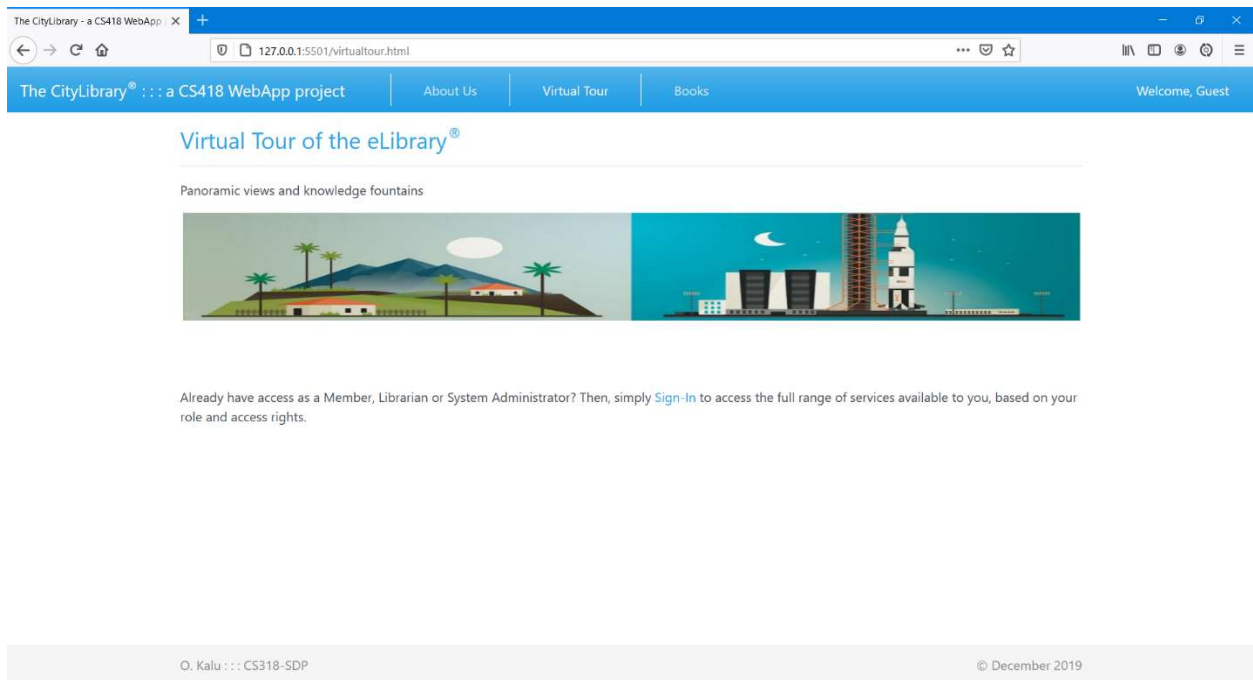 The CityLibrary - a CS418 WebApp
127.0.0.1:5501/virtualtour.html
The CityLibrary® : : : a CS418 WebApp project
About Us
Virtual Tour
Books
Welcome, Guest
Virtual Tour of the eLibrary®
Panoramic views and knowledge fountains
Already have access as a Member, Librarian or System Administrator? Then, simply Sign-In to access the full range of services available to you, based on your
role and access rights.
O. Kalu : : : CS318-SDP
© December 2019